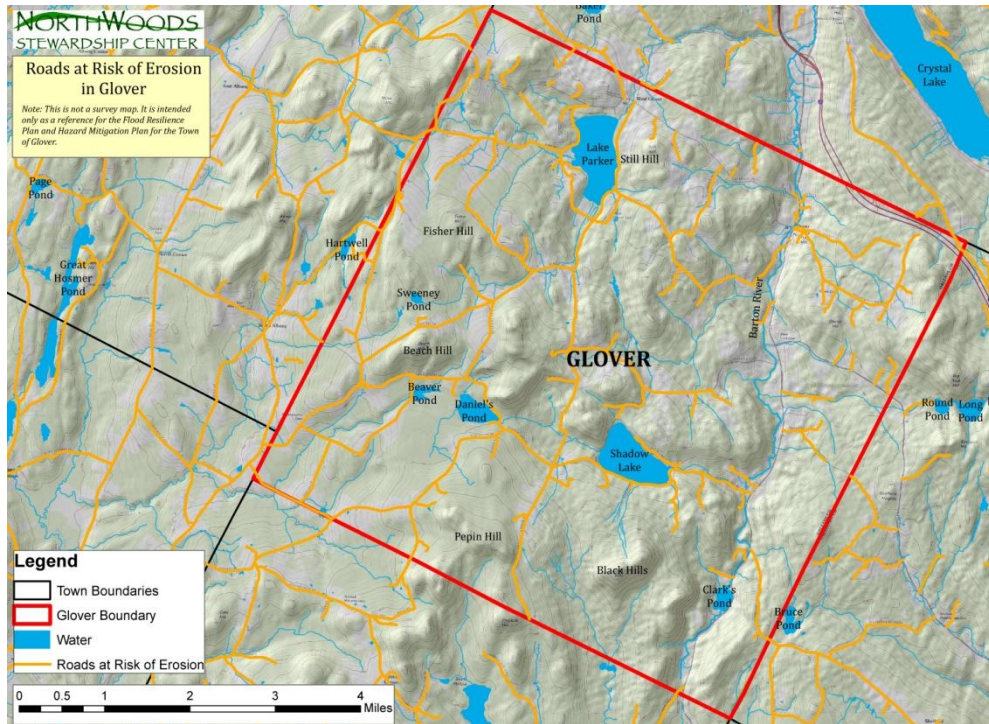 NORTHWOODS
STEWARDSHIP CENTER
Roads at Risk of Erosion
in Glover
Note: This is not a survey map. It is intended
only as a reference for the Flood Resilience
Plan and Hazard Mitigation Plan for the Town
of Glover.
Baker
Pond
Crystal
Lake
Lake
Parker
Still Hill
Page
Pond
Fisher Hill
Hartwell
Pond
Great
Hosmer
Pond
Sweeney
Pond
Barton River
Beach Hill
GLOVER
Beaver
Pond
Daniel's
Pond
Round
Pond
Long
Pond
Shadow
Lake
Pepin Hill
Black Hills
Clark's
Pond
Bruce
Pond
Legend
Town Boundaries
Glover Boundary
Water
Roads at Risk of Erosion
0 0.5 1 2 3 4
Miles